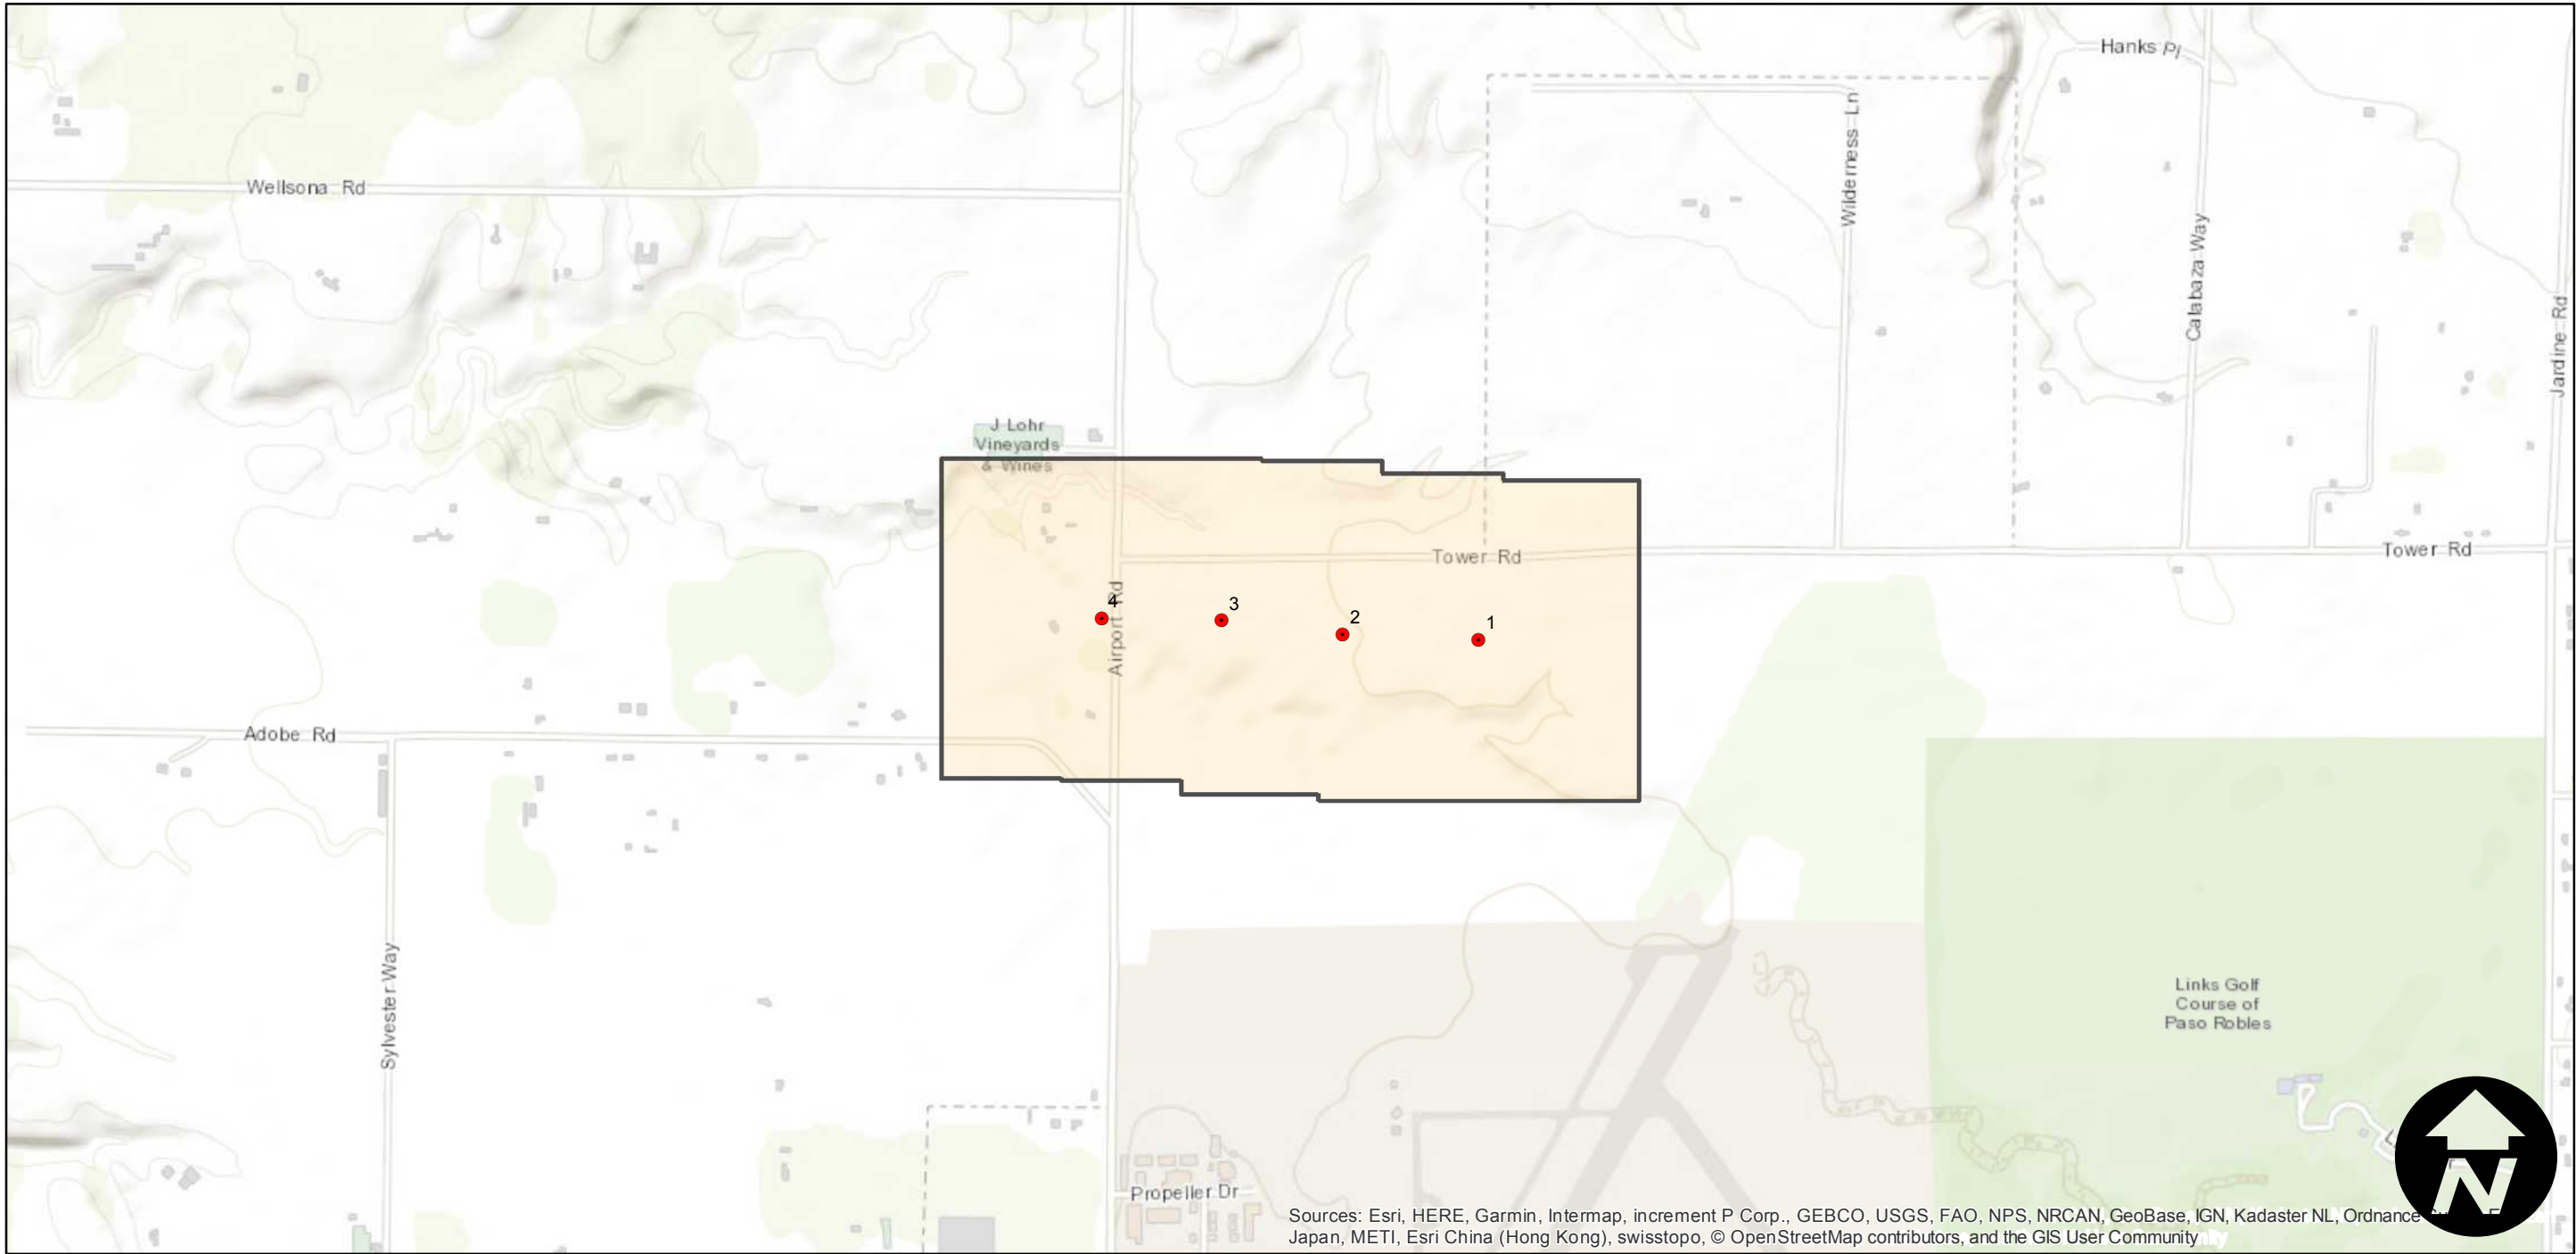 Hanks Pl
Wellsona Rd
Wilderness Ln
Calabaza Way
Jardine Rd
J Lohr
Vineyards
& Wines
Tower Rd
Tower Rd
4
3
2
1
Airport Rd
Adobe Rd
Sylvester Way
Links Golf
Course of
Paso Robles
Propeller Dr
N
Sources: Esri, HERE, Garmin, Intermap, increment P Corp., GEBCO, USGS, FAO, NPS, NRCAN, GeoBase, IGN, Kadaster NL, Ordnance
Japan, METI, Esri China (Hong Kong), swisstopo, © OpenStreetMap contributors, and the GIS User Community